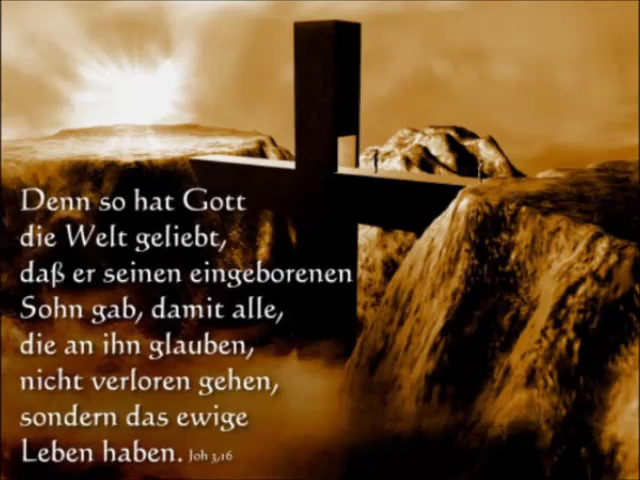 Denn so hat Gott
die Welt geliebt,
daß er seinen eingeborenen
Sohn gab, damit alle,
die an ihn glauben,
nicht verloren gehen,
sondern das ewige
Leben haben. Joh 3,16